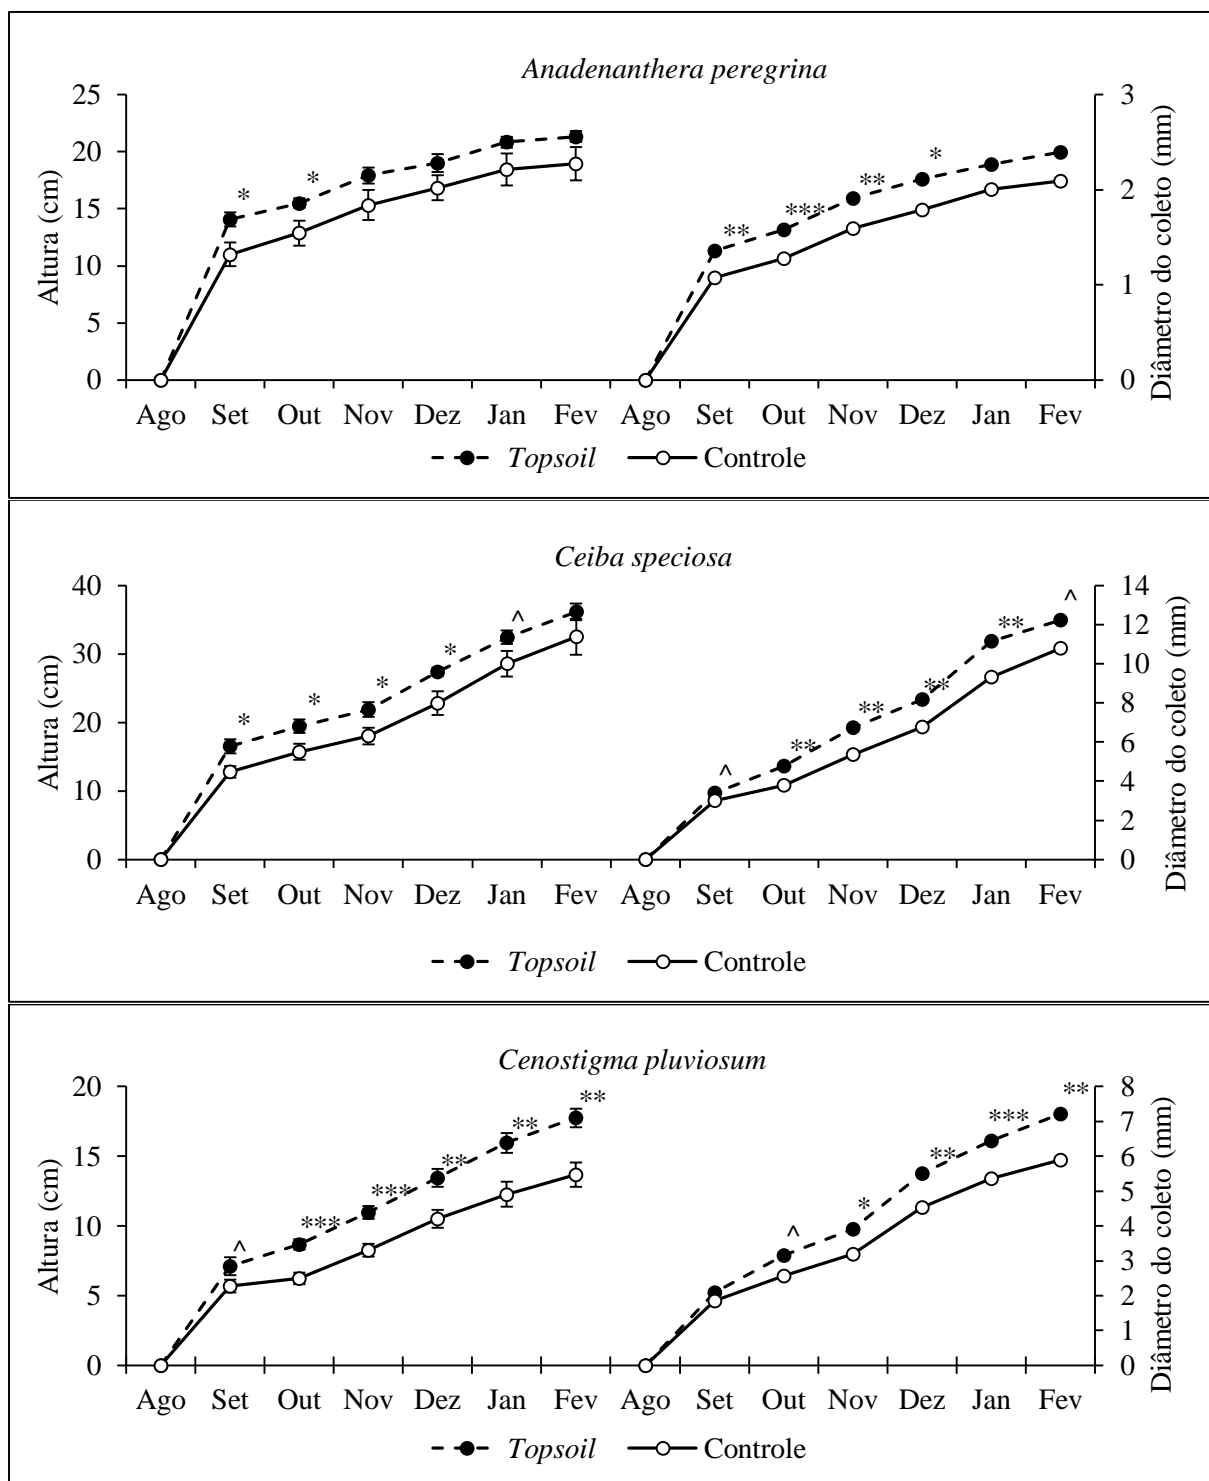 Anadenanthera peregrina
25
20
15
10
5
0
Altura (cm)
* * ** *** ** *
3
2
1
0
Diâmetro do coleto (mm)
Ago Set Out Nov Dez Jan Fev Ago Set Out Nov Dez Jan Fev
Topsoil Controle
Ceiba speciosa
40
30
20
10
0
Altura (cm)
* * * * ^ ^ ** ** ** ** ^
14
12
10
8
6
4
2
0
Diâmetro do coleto (mm)
Ago Set Out Nov Dez Jan Fev Ago Set Out Nov Dez Jan Fev
Topsoil Controle
Cenostigma pluviosum
20
15
10
5
0
Altura (cm)
^ *** *** ** ** ** ^ * ** *** **
8
7
6
5
4
3
2
1
0
Diâmetro do coleto (mm)
Ago Set Out Nov Dez Jan Fev Ago Set Out Nov Dez Jan Fev
Topsoil Controle